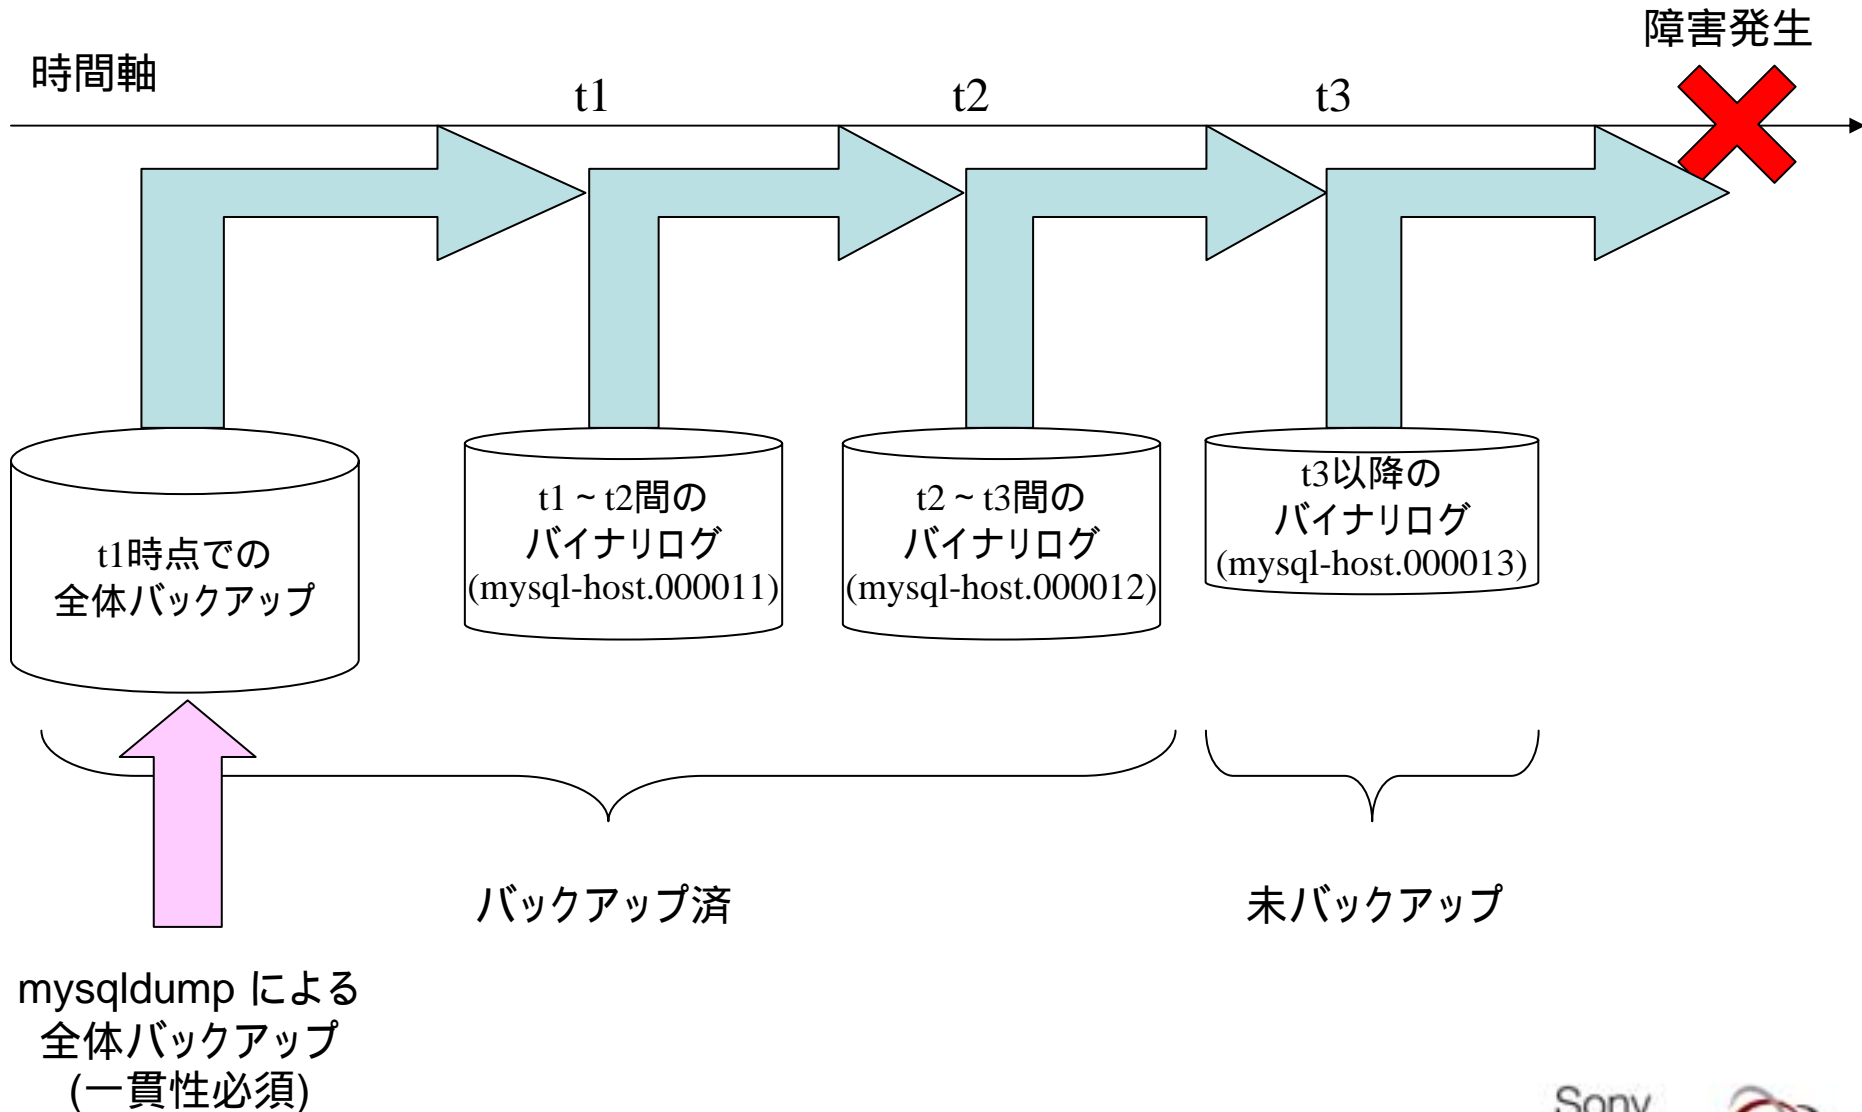 障害発生
時間軸
t1
t2
t3
t1時点での
全体バックアップ
t1~t2間の
バイナリログ
(mysql-host.000011)
t2~t3間の
バイナリログ
(mysql-host.000012)
t3以降の
バイナリログ
(mysql-host.000013)
バックアップ済
未バックアップ
mysqldump による
全体バックアップ
(一貫性必須)
Sony